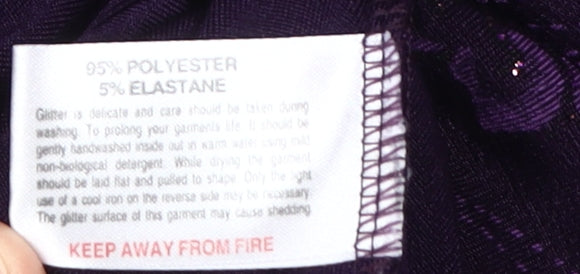 95% POLYESTER
5% ELASTANE
Glitter is delicate and care should be taken during
washing. To prolong your garments life. It should be
gently handwashed inside out in warm water using mild
non-biological detergent. While drying the garment
should be laid flat and pulled to shape. Only the light
use of a cool iron on the reverse side may be necessary.
The glitter surface of this garment may cause shedding
KEEP AWAY FROM FIRE